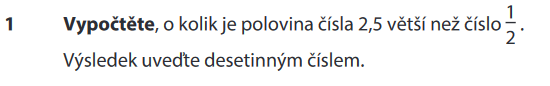 1 Vypočtěte, o kolik je polovina čísla 2,5 větší než číslo 1/2.
Výsledek uveďte desetinným číslem.